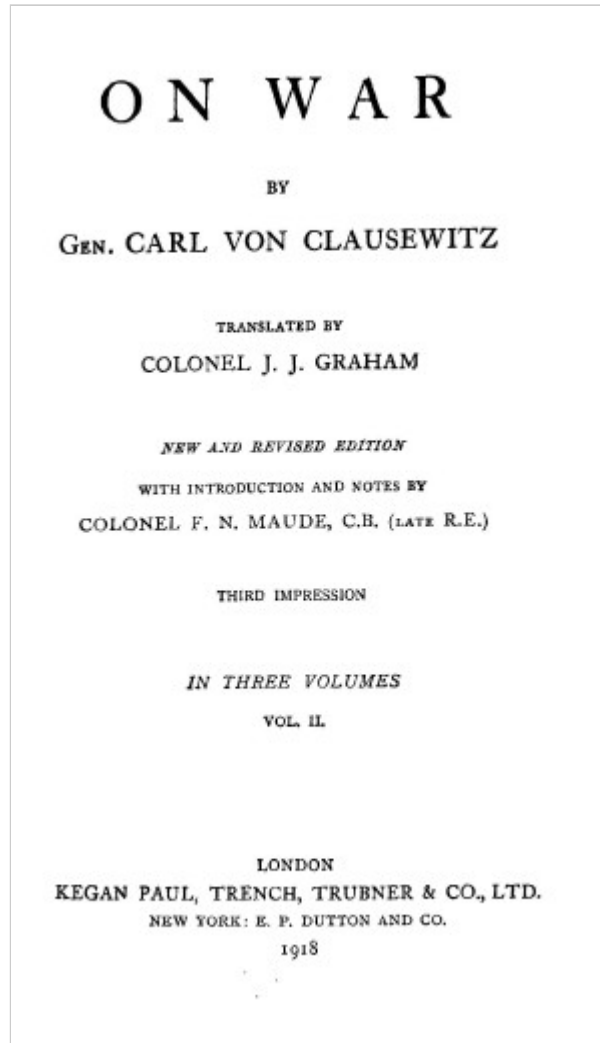 ON WAR
BY
GEN. CARL VON CLAUSEWITZ
TRANSLATED BY
COLONEL J. J. GRAHAM
NEW AND REVISED EDITION
WITH INTRODUCTION AND NOTES BY
COLONEL F. N. MAUDE, C.B. (LATE R.E.)
THIRD IMPRESSION
IN THREE VOLUMES
VOL. II.
LONDON
KEGAN PAUL, TRENCH, TRUBNER & CO., LTD.
NEW YORK: E. P. DUTTON AND CO.
1918